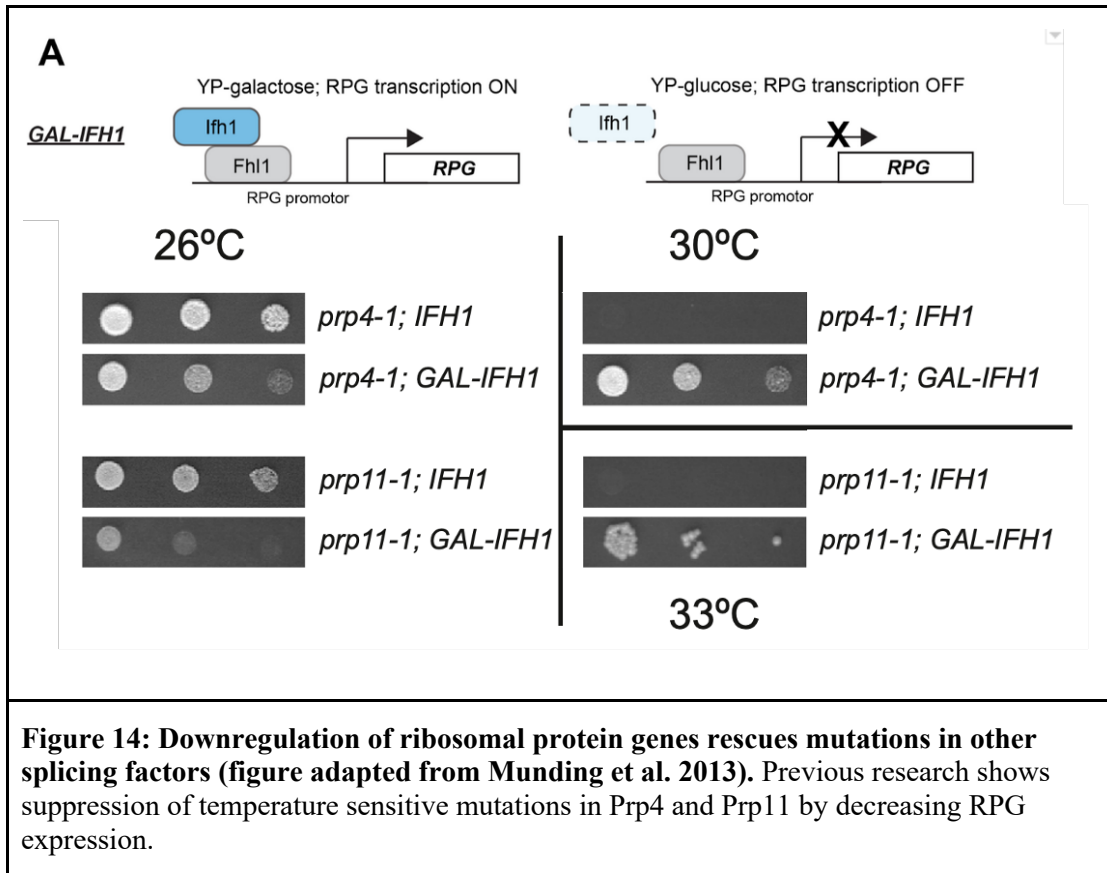 A
YP-galactose; RPG transcription ON
YP-glucose; RPG transcription OFF
GAL-IFH1
Ifh1
Fhl1
RPG
RPG promotor
Ifh1
Fhl1
X
RPG
RPG promotor
26ºC
30ºC
prp4-1; IFH1
prp4-1; IFH1
prp4-1; GAL-IFH1
prp4-1; GAL-IFH1
prp11-1; IFH1
prp11-1; IFH1
prp11-1; GAL-IFH1
prp11-1; GAL-IFH1
33ºC
Figure 14: Downregulation of ribosomal protein genes rescues mutations in other
splicing factors (figure adapted from Munding et al. 2013). Previous research shows
suppression of temperature sensitive mutations in Prp4 and Prp11 by decreasing RPG
expression.